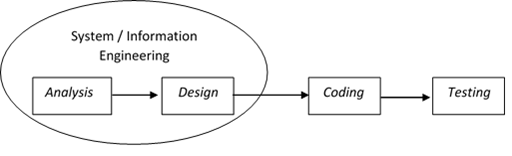 System / Information
Engineering
Analysis
Design
Coding
Testing